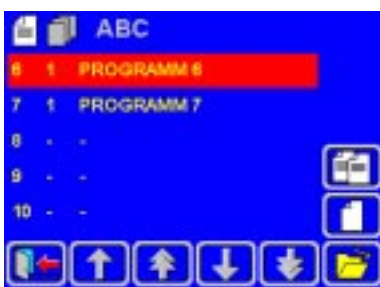 ABC
6 1 PROGRAMM 6
7 1 PROGRAMM 7
8 - -
9 - -
10 - -